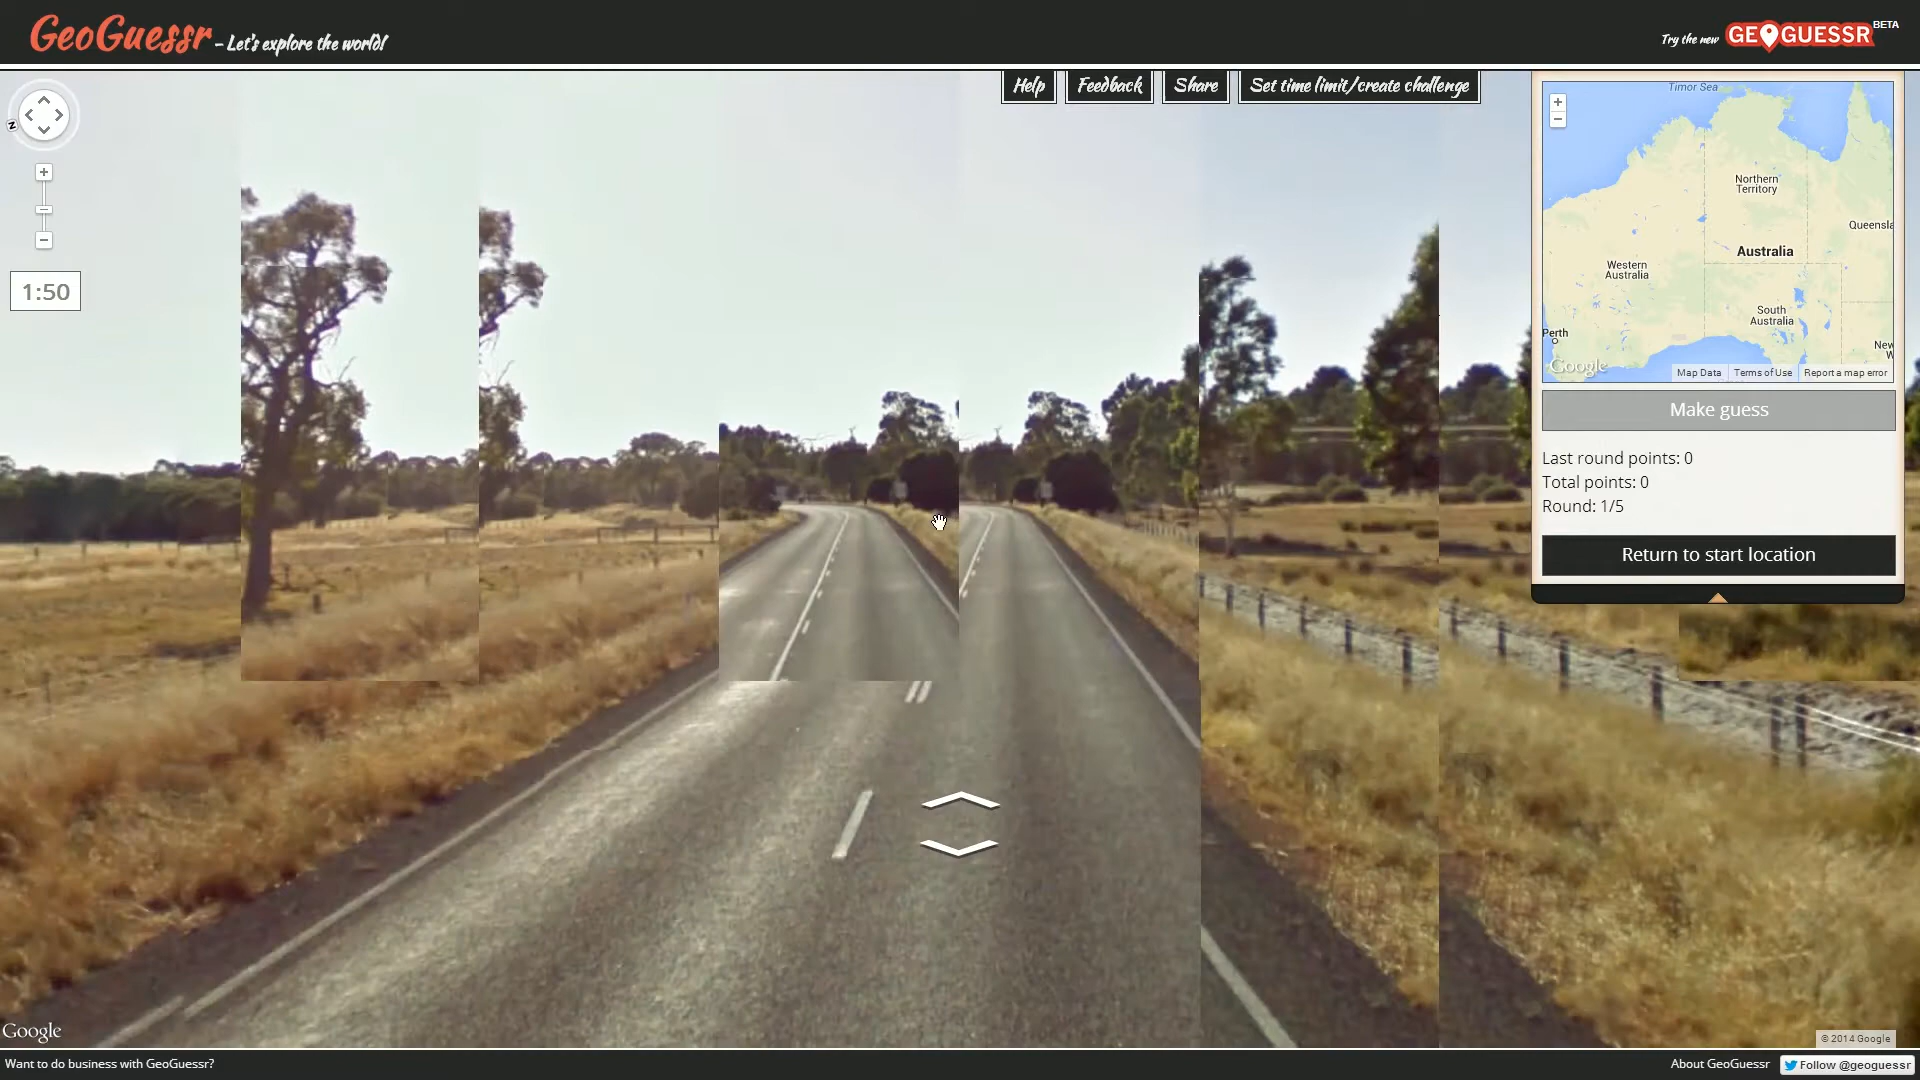 GeoGuessr - Let's explore the world!
Try the new GEOGUESSR BETA
Help Feedback Share Set time limit/create challenge
N
1:50
Timor Sea
+
−
Northern
Territory
Queensla
Australia
Western
Australia
South
Australia
Perth
New
W
Google
Map Data Terms of Use Report a map error
Make guess
Last round points: 0
Total points: 0
Round: 1/5
Return to start location
Google
© 2014 Google
Want to do business with GeoGuessr?
About GeoGuessr Follow @geoguessr